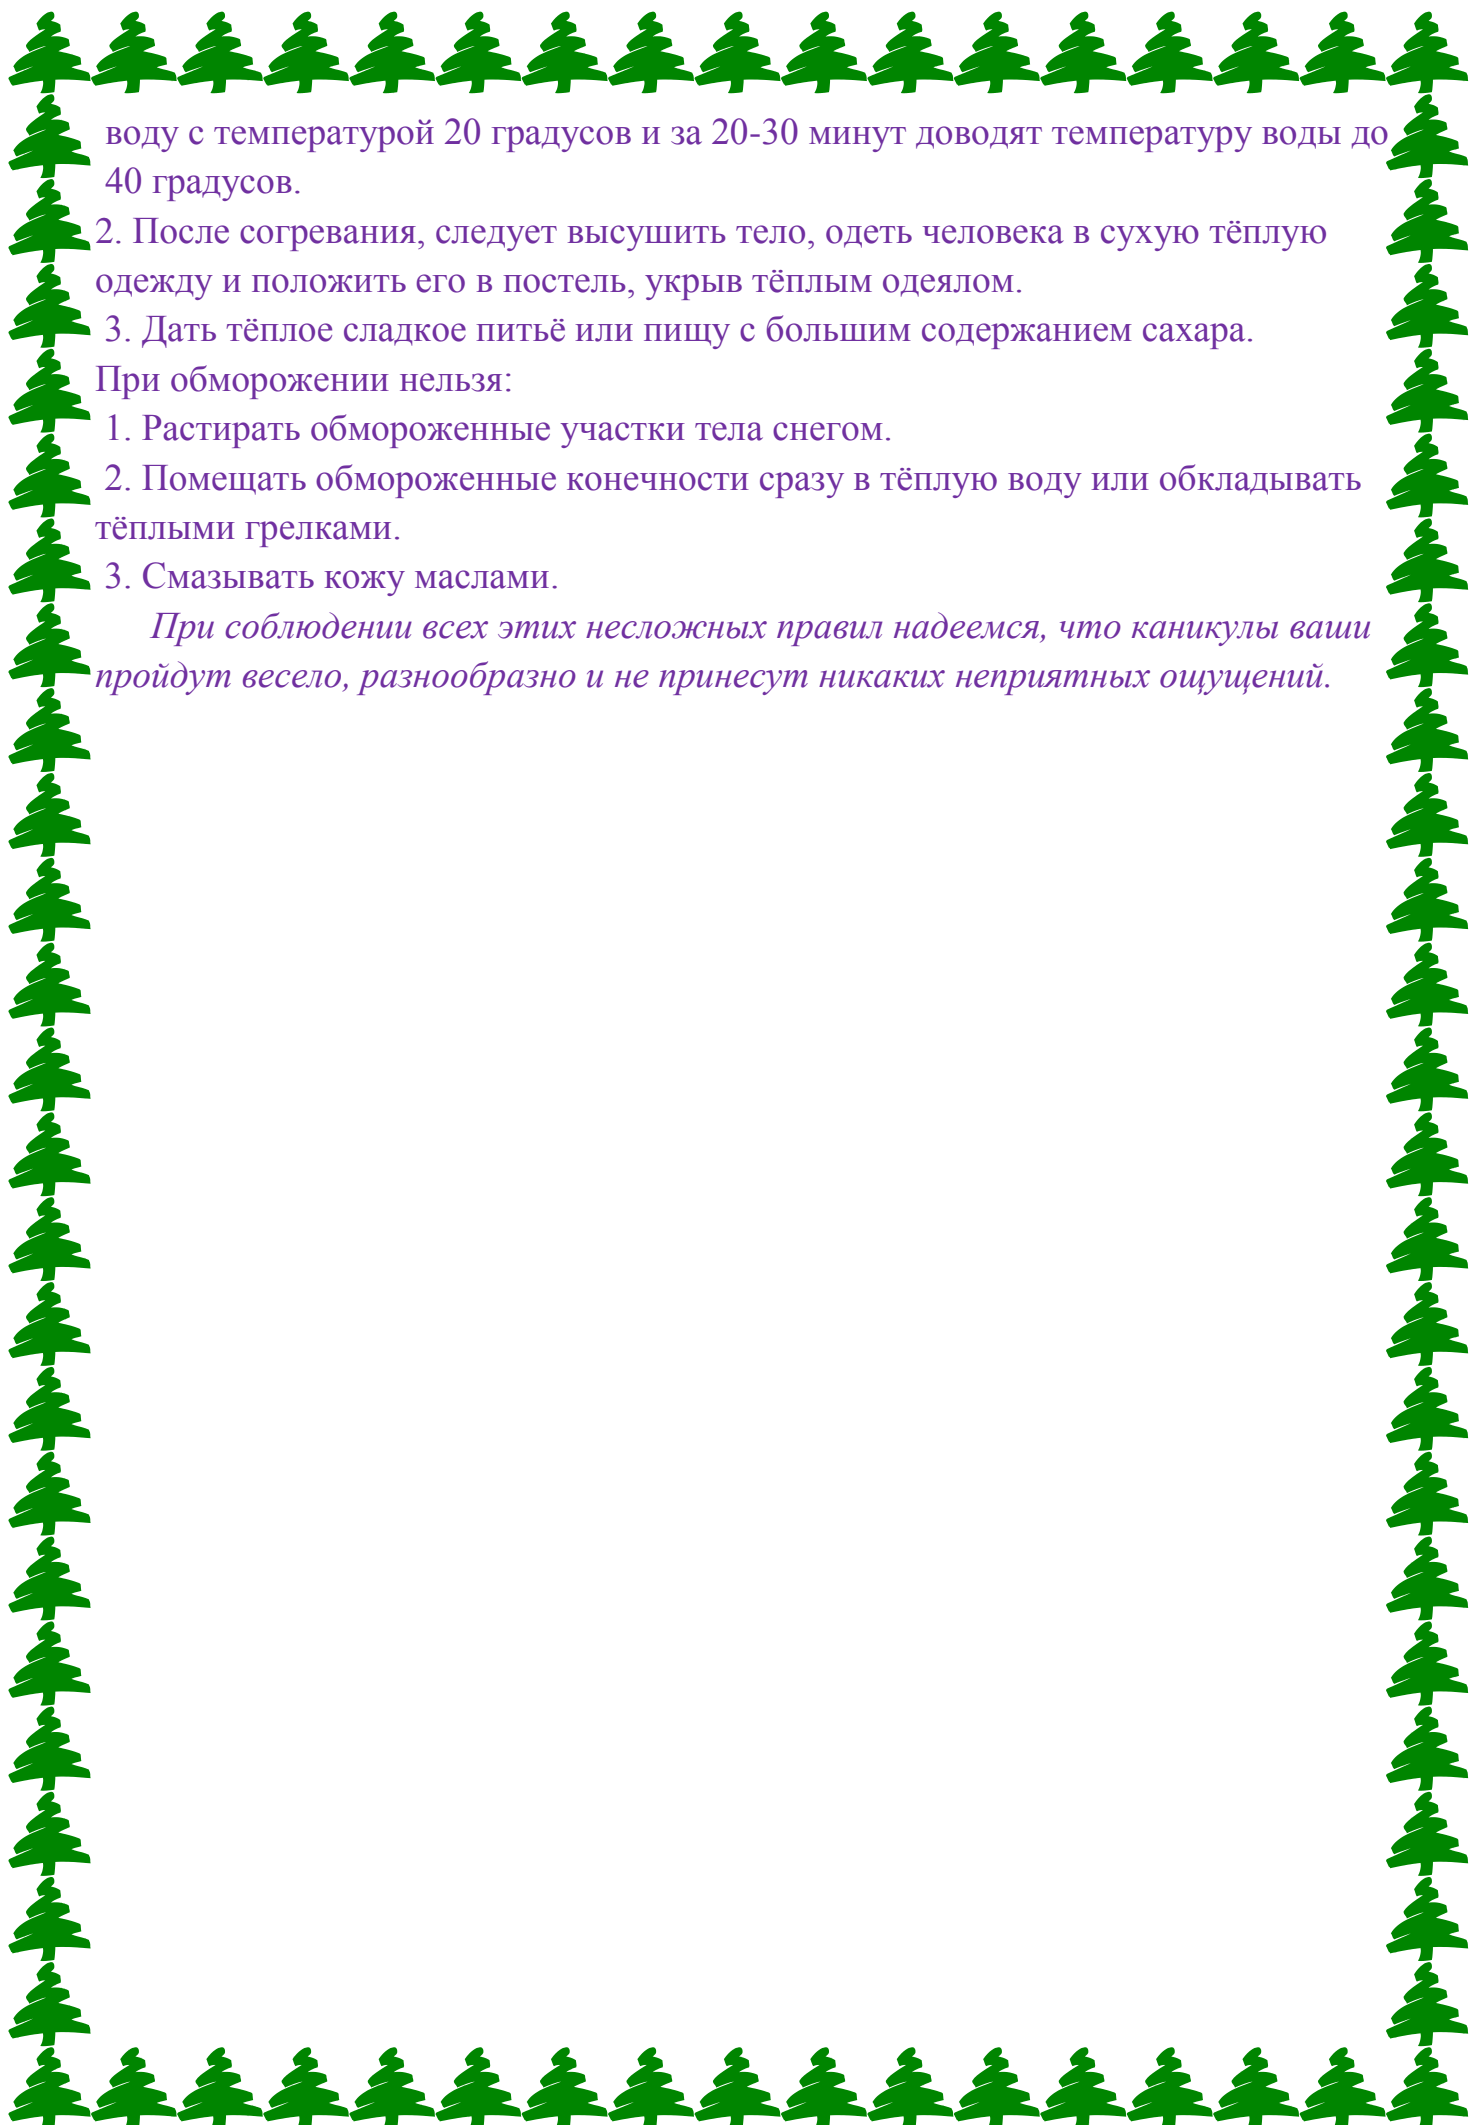 воду с температурой 20 градусов и за 20-30 минут доводят температуру воды до
40 градусов.
2. После согревания, следует высушить тело, одеть человека в сухую тёплую
одежду и положить его в постель, укрыв тёплым одеялом.
3. Дать тёплое сладкое питьё или пищу с большим содержанием сахара.
При обморожении нельзя:
1. Растирать обмороженные участки тела снегом.
2. Помещать обмороженные конечности сразу в тёплую воду или обкладывать
тёплыми грелками.
3. Смазывать кожу маслами.
При соблюдении всех этих несложных правил надеемся, что каникулы ваши
пройдут весело, разнообразно и не принесут никаких неприятных ощущений.